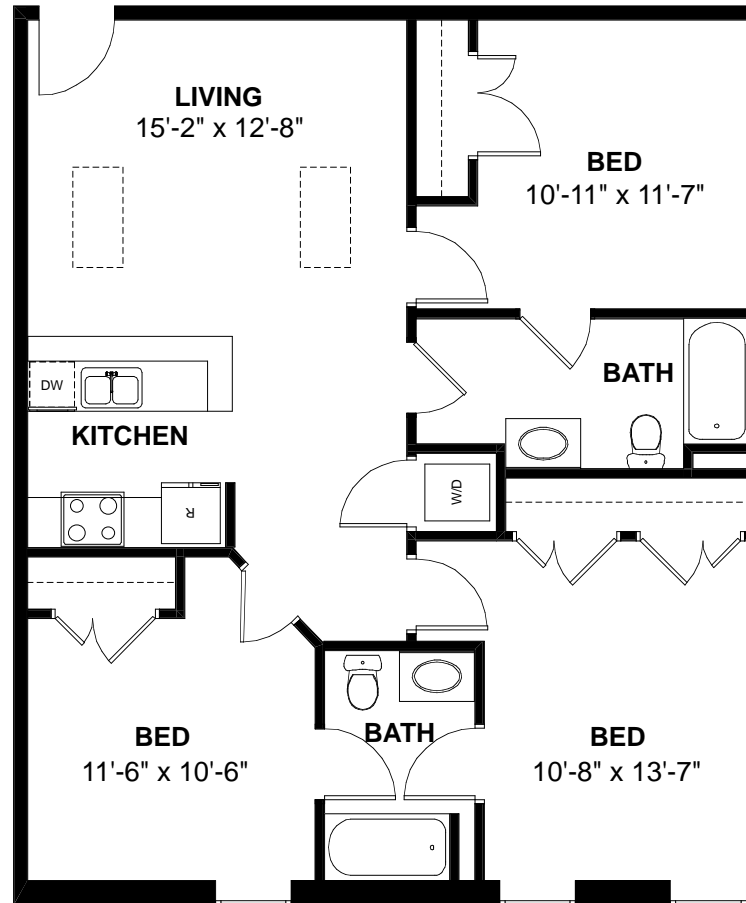 LIVING
15'-2" x 12'-8"
BED
10'-11" x 11'-7"
BATH
DW
KITCHEN
W/D
R
BED
11'-6" x 10'-6"
BATH
BED
10'-8" x 13'-7"